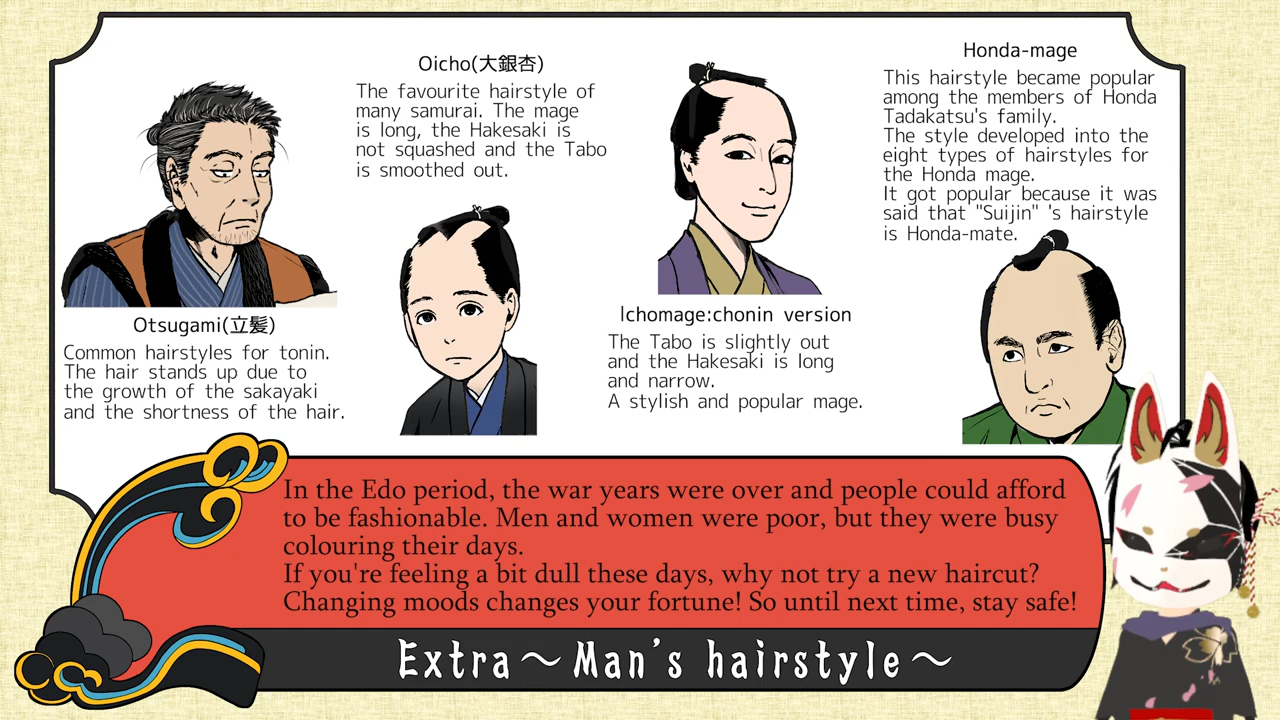 Otsugami(立髪)
Common hairstyles for tonin.
The hair stands up due to
the growth of the sakayaki
and the shortness of the hair.
Oicho(大銀杏)
The favourite hairstyle of
many samurai. The mage
is long, the Hakesaki is
not squashed and the Tabo
is smoothed out.
Ichomage:chonin version
The Tabo is slightly out
and the Hakesaki is long
and narrow.
A stylish and popular mage.
Honda-mage
This hairstyle became popular
among the members of Honda
Tadakatsu's family.
The style developed into the
eight types of hairstyles for
the Honda mage.
It got popular because it was
said that "Suijin" 's hairstyle
is Honda-mate.
In the Edo period, the war years were over and people could afford
to be fashionable. Men and women were poor, but they were busy
colouring their days.
If you're feeling a bit dull these days, why not try a new haircut?
Changing moods changes your fortune! So until next time, stay safe!
Extra～Man's hairstyle～